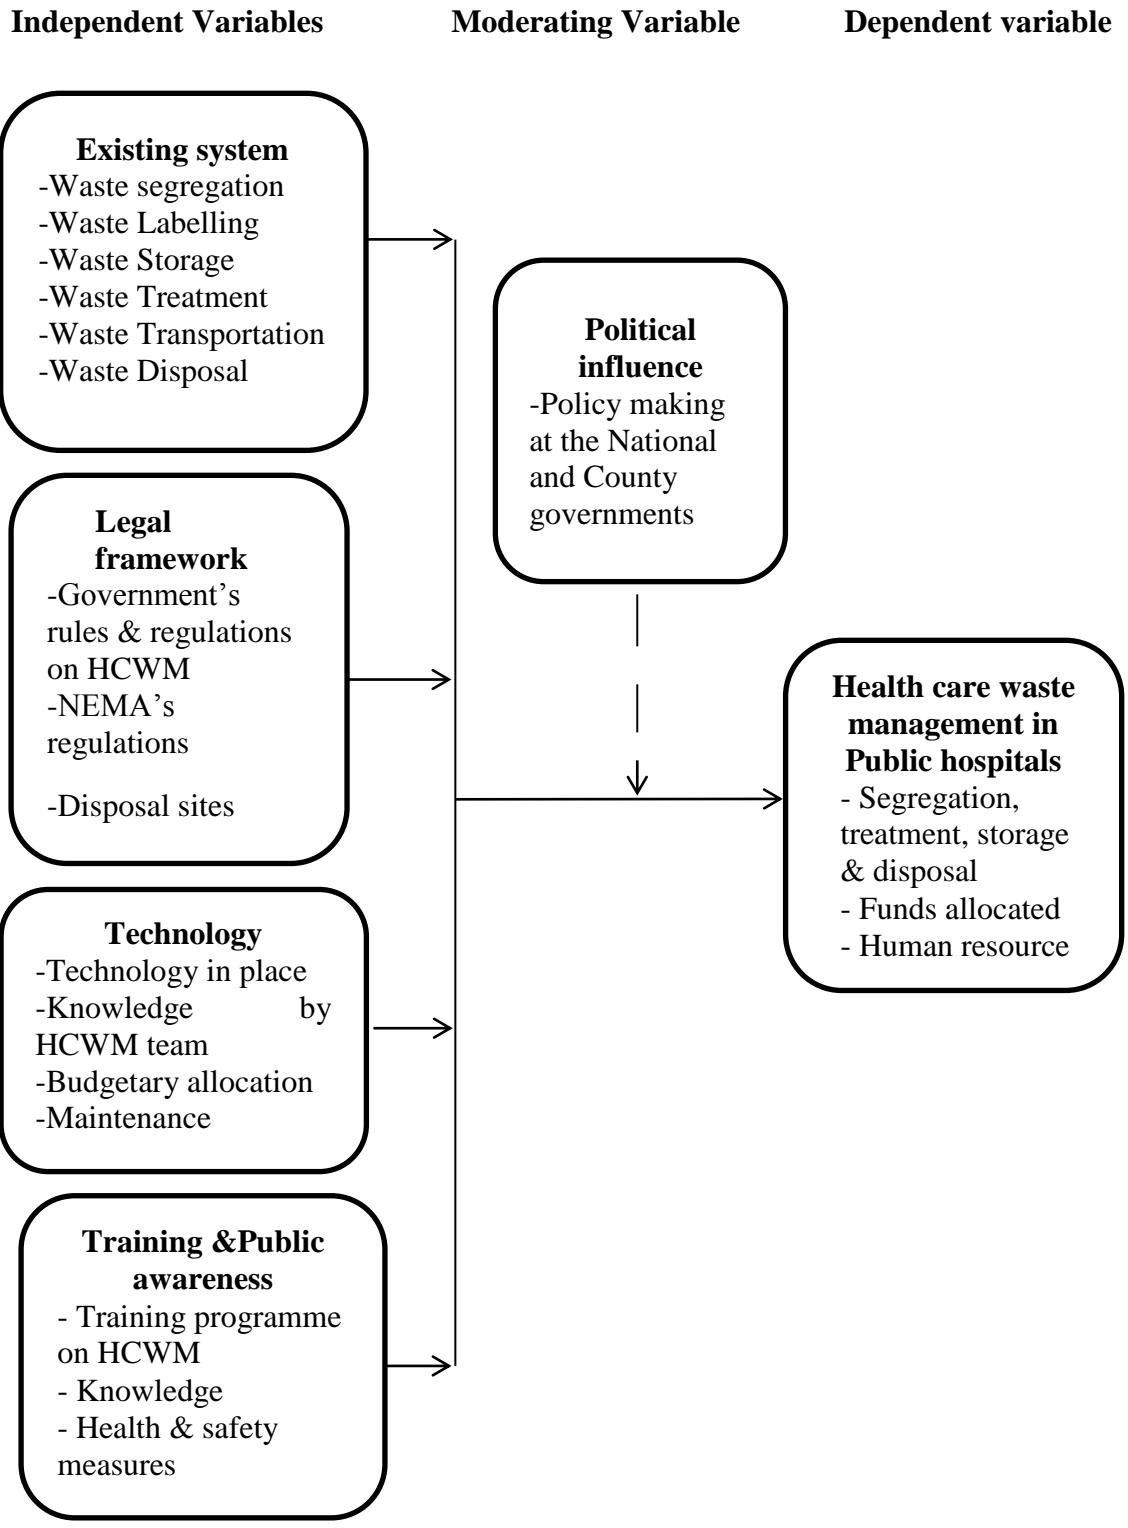 Independent Variables
Moderating Variable
Dependent variable
Existing system
-Waste segregation
-Waste Labelling
-Waste Storage
-Waste Treatment
-Waste Transportation
-Waste Disposal
Legal
framework
-Government’s
rules & regulations
on HCWM
-NEMA’s
regulations
-Disposal sites
Technology
-Technology in place
-Knowledge by
HCWM team
-Budgetary allocation
-Maintenance
Training &Public
awareness
- Training programme
on HCWM
- Knowledge
- Health & safety
measures
Political
influence
-Policy making
at the National
and County
governments
Health care waste
management in
Public hospitals
- Segregation,
treatment, storage
& disposal
- Funds allocated
- Human resource